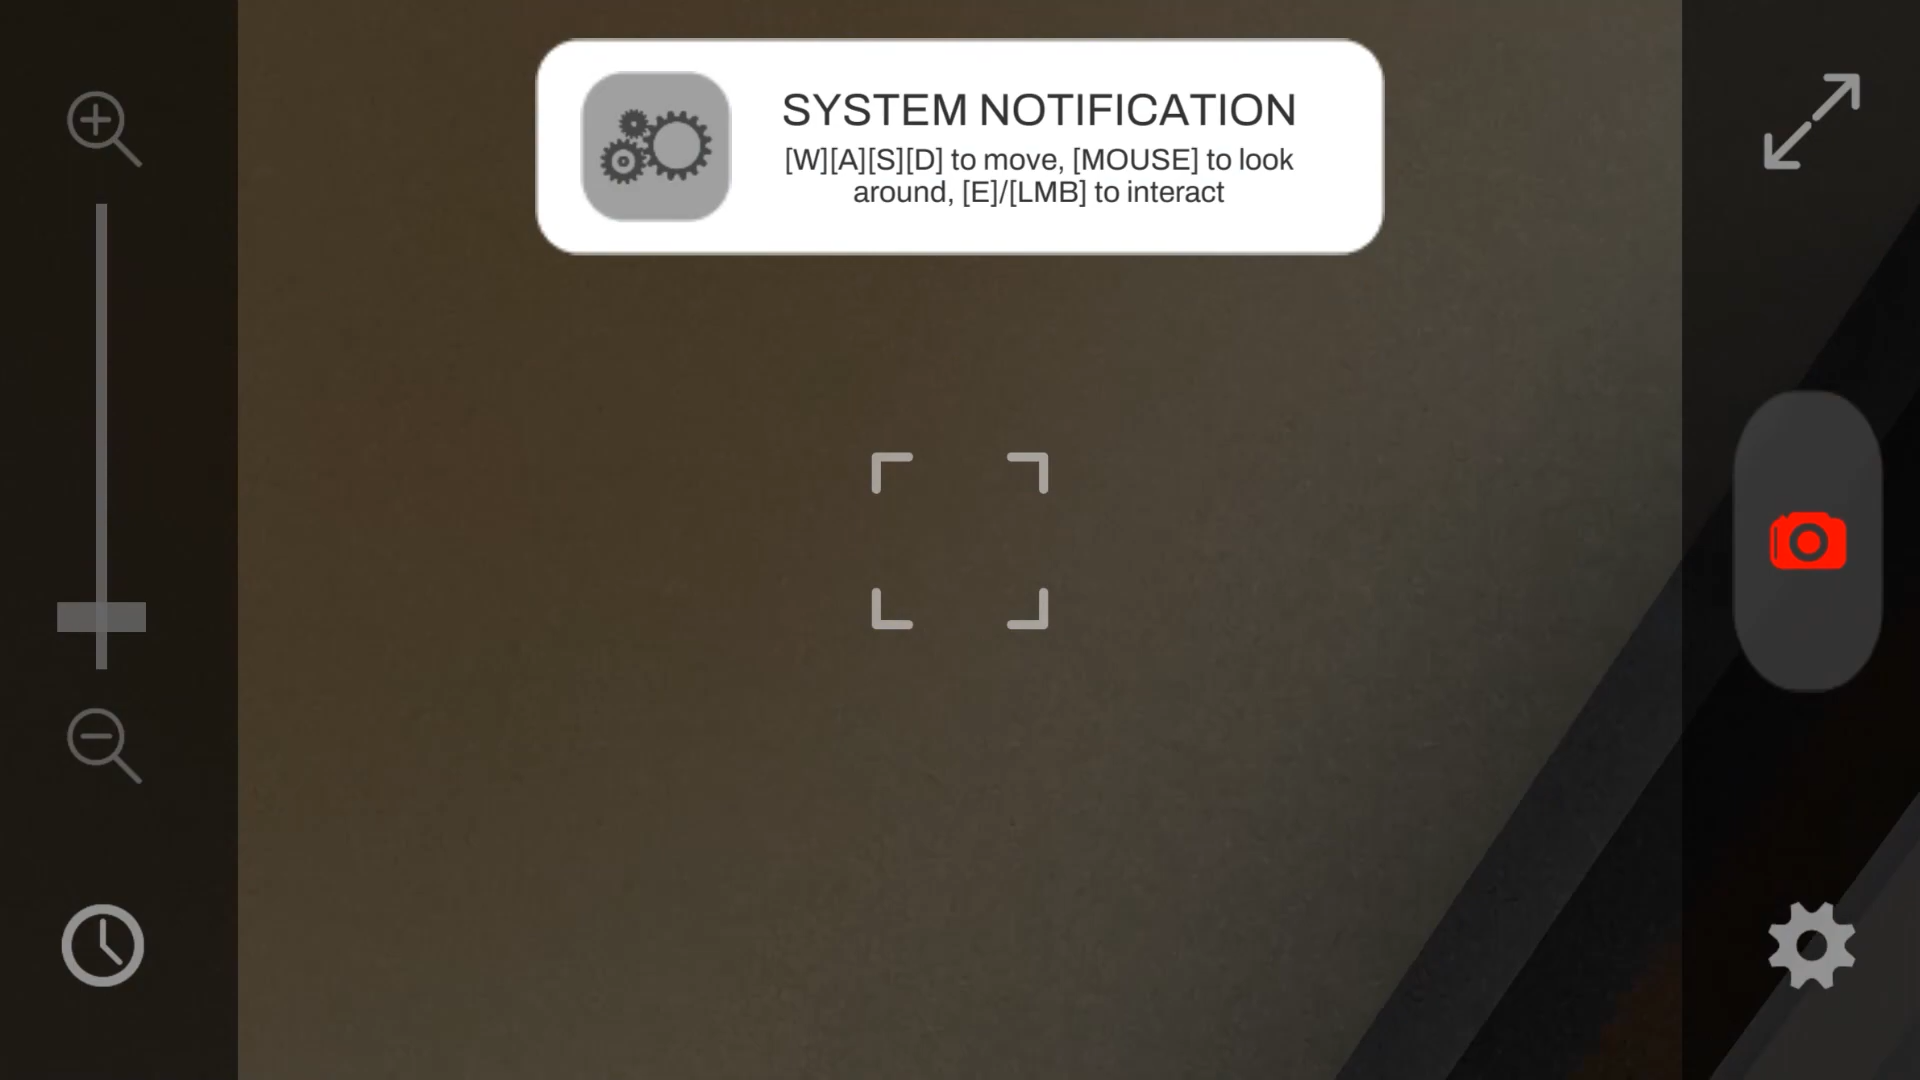 SYSTEM NOTIFICATION
[W][A][S][D] to move, [MOUSE] to look
around, [E]/[LMB] to interact